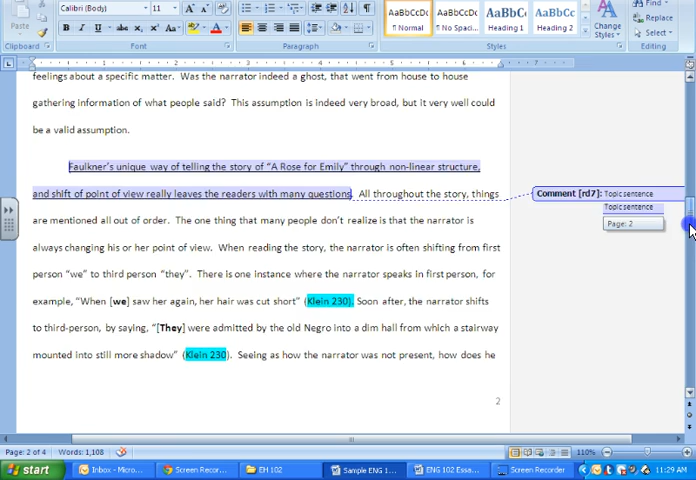 Find
Paste
Calibri (Body) 11
AaBbCcDc AaBbCcDc AaBbC AaBbCc
Replace
¶ Normal ¶ No Spaci... Heading 1 Heading 2
Change Styles
Select
Clipboard Font Paragraph Styles Editing
feelings about a specific matter. Was the narrator indeed a ghost, that went from house to house
gathering information of what people said? This assumption is indeed very broad, but it very well could
be a valid assumption.
Faulkner's unique way of telling the story of "A Rose for Emily" through non-linear structure,
and shift of point of view really leaves the readers with many questions. All throughout the story, things
Comment [rd7]: Topic sentence
Topic sentence
Page: 2
are mentioned all out of order. The one thing that many people don't realize is that the narrator is
always changing his or her point of view. When reading the story, the narrator is often shifting from first
person "we" to third person "they". There is one instance where the narrator speaks in first person, for
example, "When [we] saw her again, her hair was cut short" (Klein 230). Soon after, the narrator shifts
to third-person, by saying, "[They] were admitted by the old Negro into a dim hall from which a stairway
mounted into still more shadow" (Klein 230). Seeing as how the narrator was not present, how does he
2
Page: 2 of 4 Words: 1,108 110%
start Inbox - Micro... Screen Recor... EH 102 Sample ENG 1... ENG 102 Essa... Screen Recorder 11:29 AM